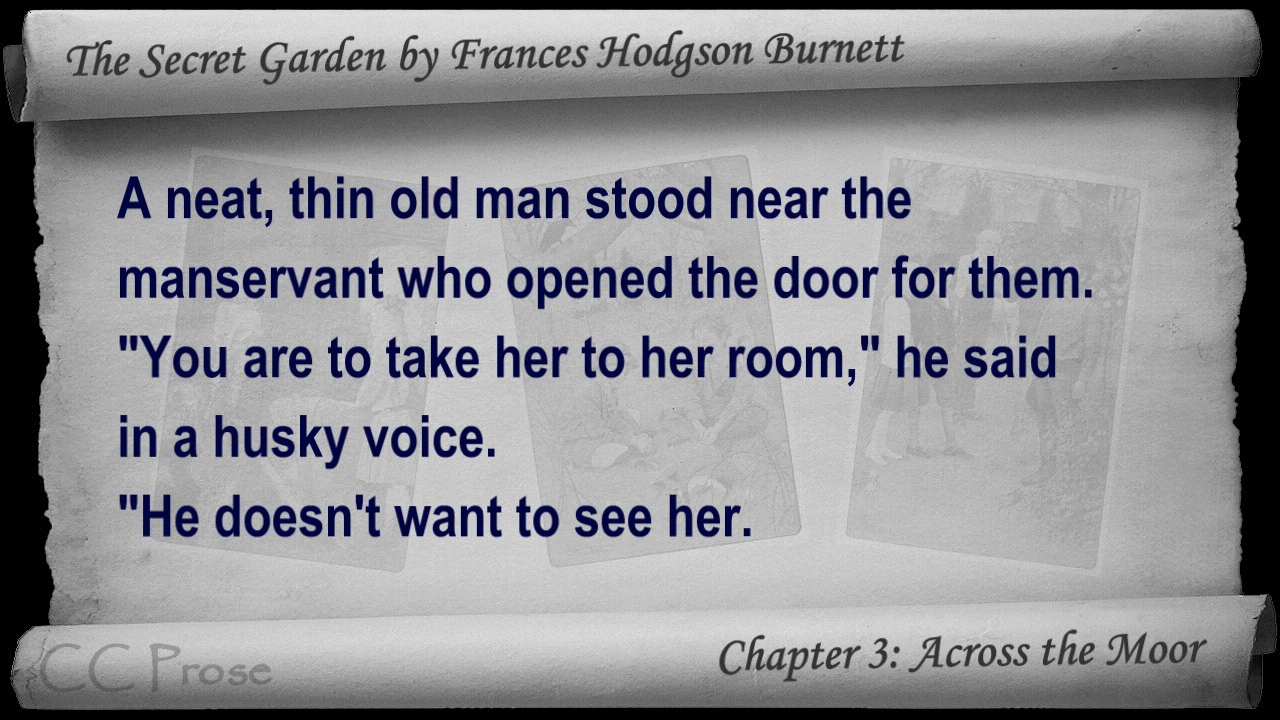 The Secret Garden by Frances Hodgson Burnett
A neat, thin old man stood near the
manservant who opened the door for them.
"You are to take her to her room," he said
in a husky voice.
"He doesn't want to see her.
CC Prose
Chapter 3: Across the Moor